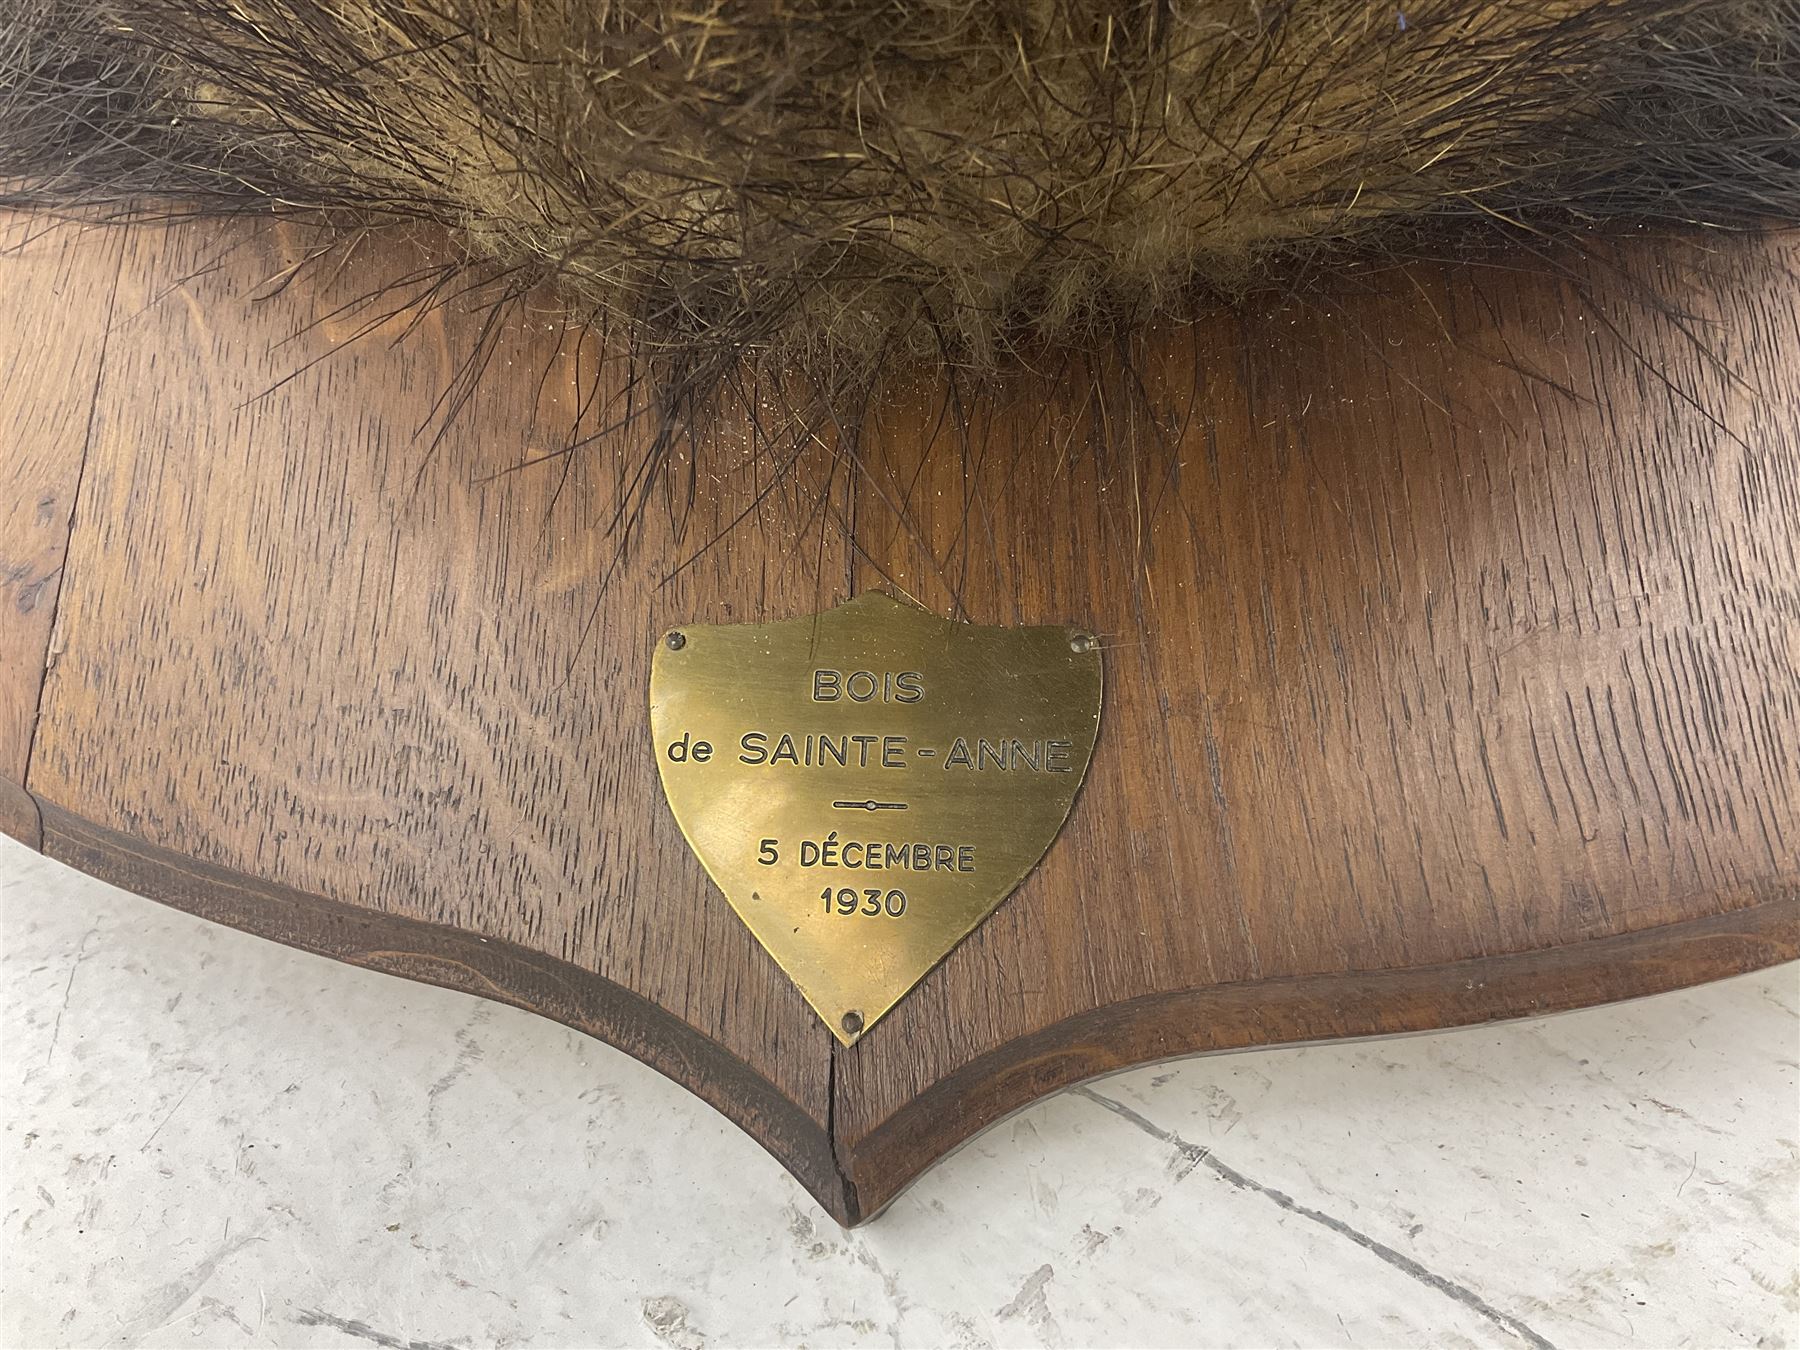 BOIS
de SAINTE-ANNE
5 DÉCEMBRE
1930